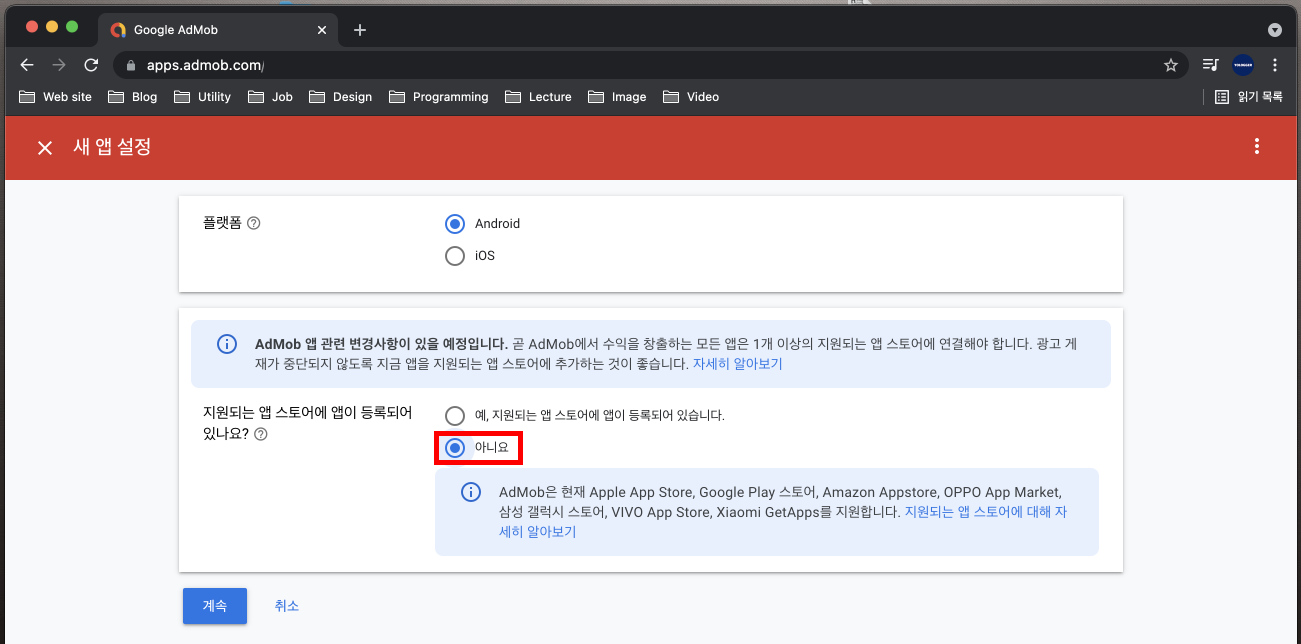 Google AdMob
apps.admob.com/
Web site
Blog
Utility
Job
Design
Programming
Lecture
Image
Video
읽기 목록
새 앱 설정
플랫폼
Android
iOS
AdMob 앱 관련 변경사항이 있을 예정입니다. 곧 AdMob에서 수익을 창출하는 모든 앱은 1개 이상의 지원되는 앱 스토어에 연결해야 합니다. 광고 게
재가 중단되지 않도록 지금 앱을 지원되는 앱 스토어에 추가하는 것이 좋습니다. 자세히 알아보기
지원되는 앱 스토어에 앱이 등록되어
있나요?
예, 지원되는 앱 스토어에 앱이 등록되어 있습니다.
아니요
AdMob은 현재 Apple App Store, Google Play 스토어, Amazon Appstore, OPPO App Market,
삼성 갤럭시 스토어, VIVO App Store, Xiaomi GetApps를 지원합니다. 지원되는 앱 스토어에 대해 자
세히 알아보기
계속
취소